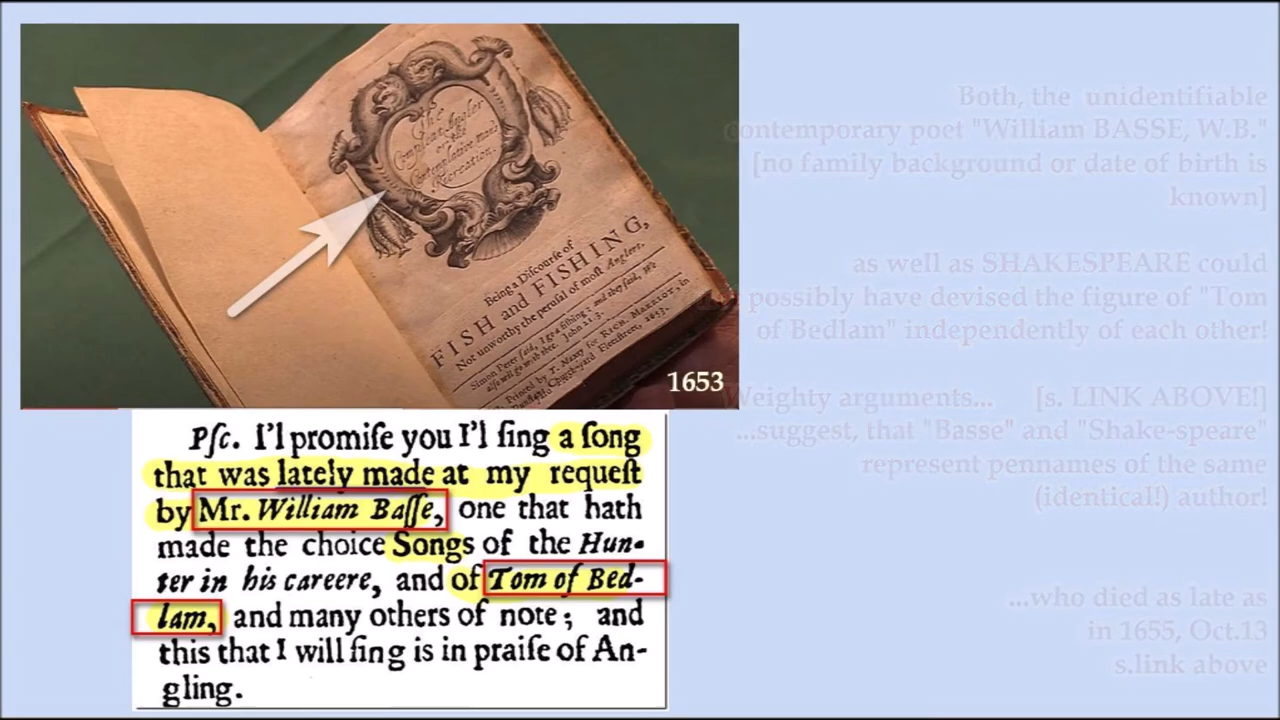 The
Compleat Angler
or the
Contemplative man's
Recreation
Being a Diſcourſe of
FISH and FISHING,
Not unworthy the peruſal of moſt Anglers.
Simon Peter ſaid, I go a fiſhing: and they ſaid, We
alſo wil go with thee. John 21.3.
Printed by T. Maxey for RICH. MARRIOT, in
Churchyard Fleetſtreet, 1653.
1653
Pſc. I'l promiſe you I'l ſing a ſong
that was lately made at my requeſt
by Mr. William Baſſe, one that hath
made the choice Songs of the Hun-
ter in his careere, and of Tom of Bed-
lam, and many others of note; and
this that I will ſing is in praiſe of An-
gling.
Both, the unidentifiable
contemporary poet "William BASSE, W.B."
[no family background or date of birth is
known]
as well as SHAKESPEARE could
possibly have devised the figure of "Tom
of Bedlam" independently of each other!
Weighty arguments... [s. LINK ABOVE!]
...suggest, that "Basse" and "Shake-speare"
represent pennames of the same
(identical!) author!
...who died as late as
in 1655, Oct.13
s.link above